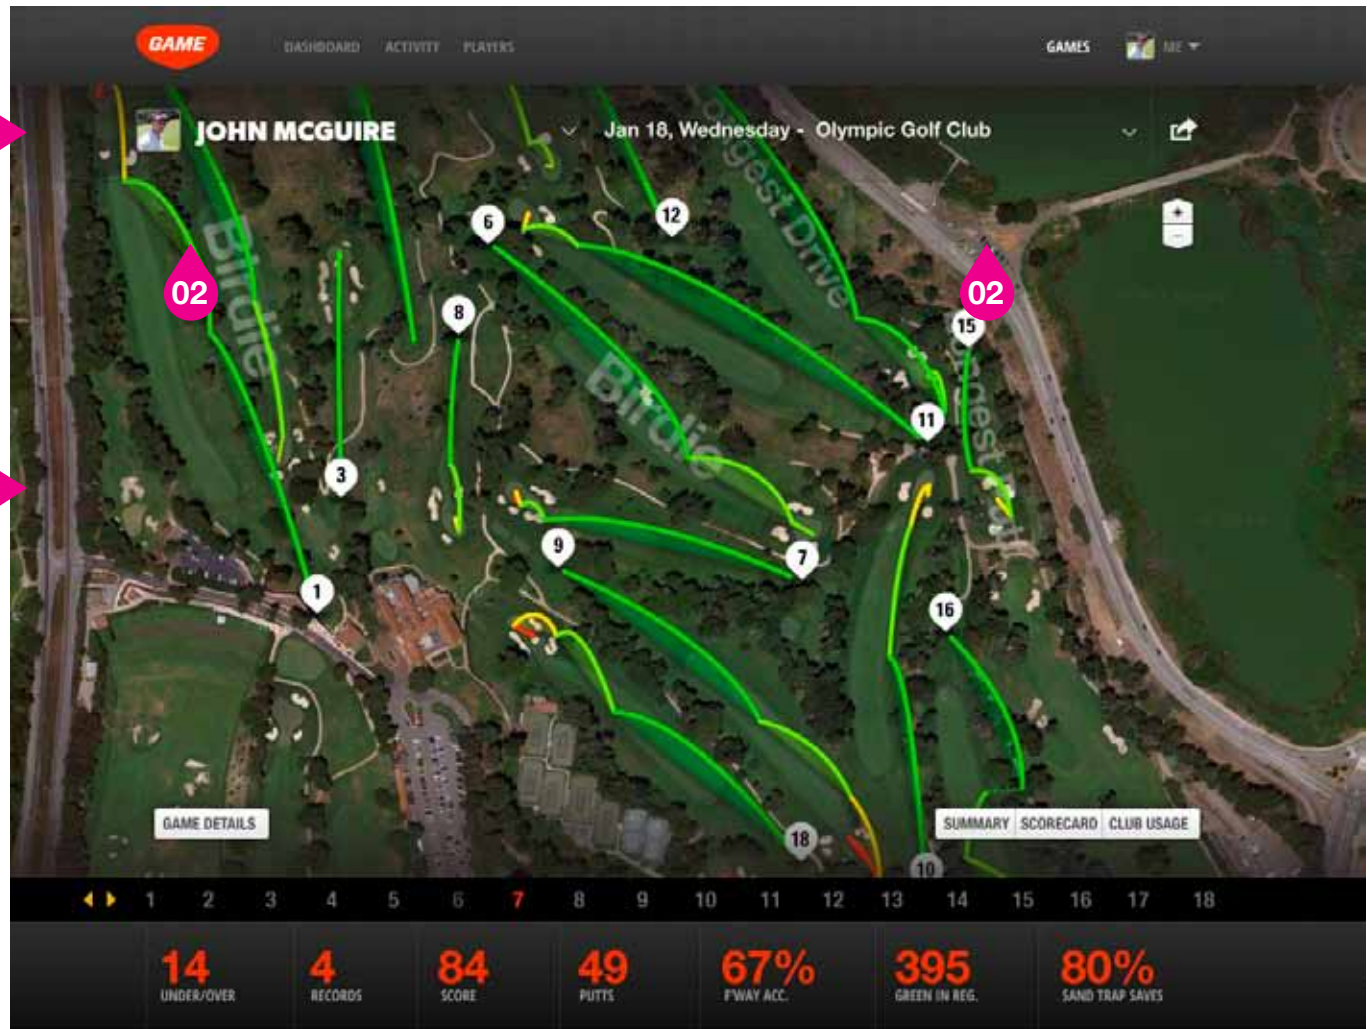 GAME DASHBOARD ACTIVITY PLAYERS GAMES ME
JOHN MCGUIRE Jan 18, Wednesday - Olympic Golf Club
Longest Drive
6
12
+
-
Birdie
02
02
8
15
Birdie
11
3
9
7
1
16
GAME DETAILS
SUMMARY SCORECARD CLUB USAGE
18
10
1 2 3 4 5 6 7 8 9 10 11 12 13 14 15 16 17 18
14 4 84 49 67% 395 80%
UNDER/OVER RECORDS SCORE PUTTS F'WAY ACC. GREEN IN REG. SAND TRAP SAVES